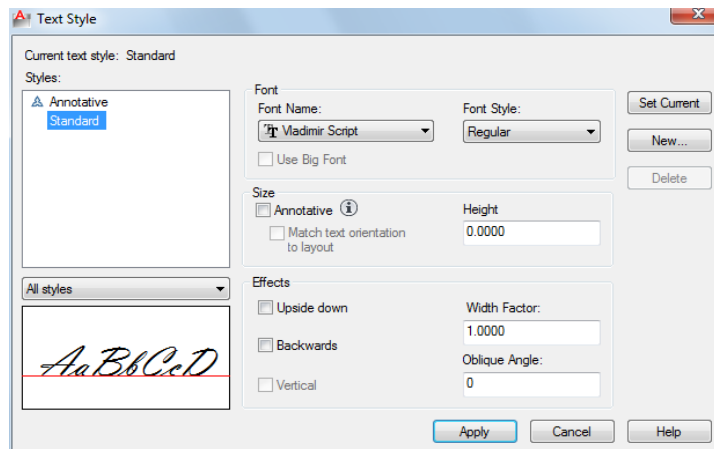 Text Style
Current text style: Standard
Styles:
Annotative
Standard
All styles
AaBbCcD
Font
Font Name:
Vladimir Script
Font Style:
Regular
Use Big Font
Size
Annotative
Match text orientation
to layout
Height
0.0000
Effects
Upside down
Backwards
Vertical
Width Factor:
1.0000
Oblique Angle:
0
Set Current
New...
Delete
Apply
Cancel
Help